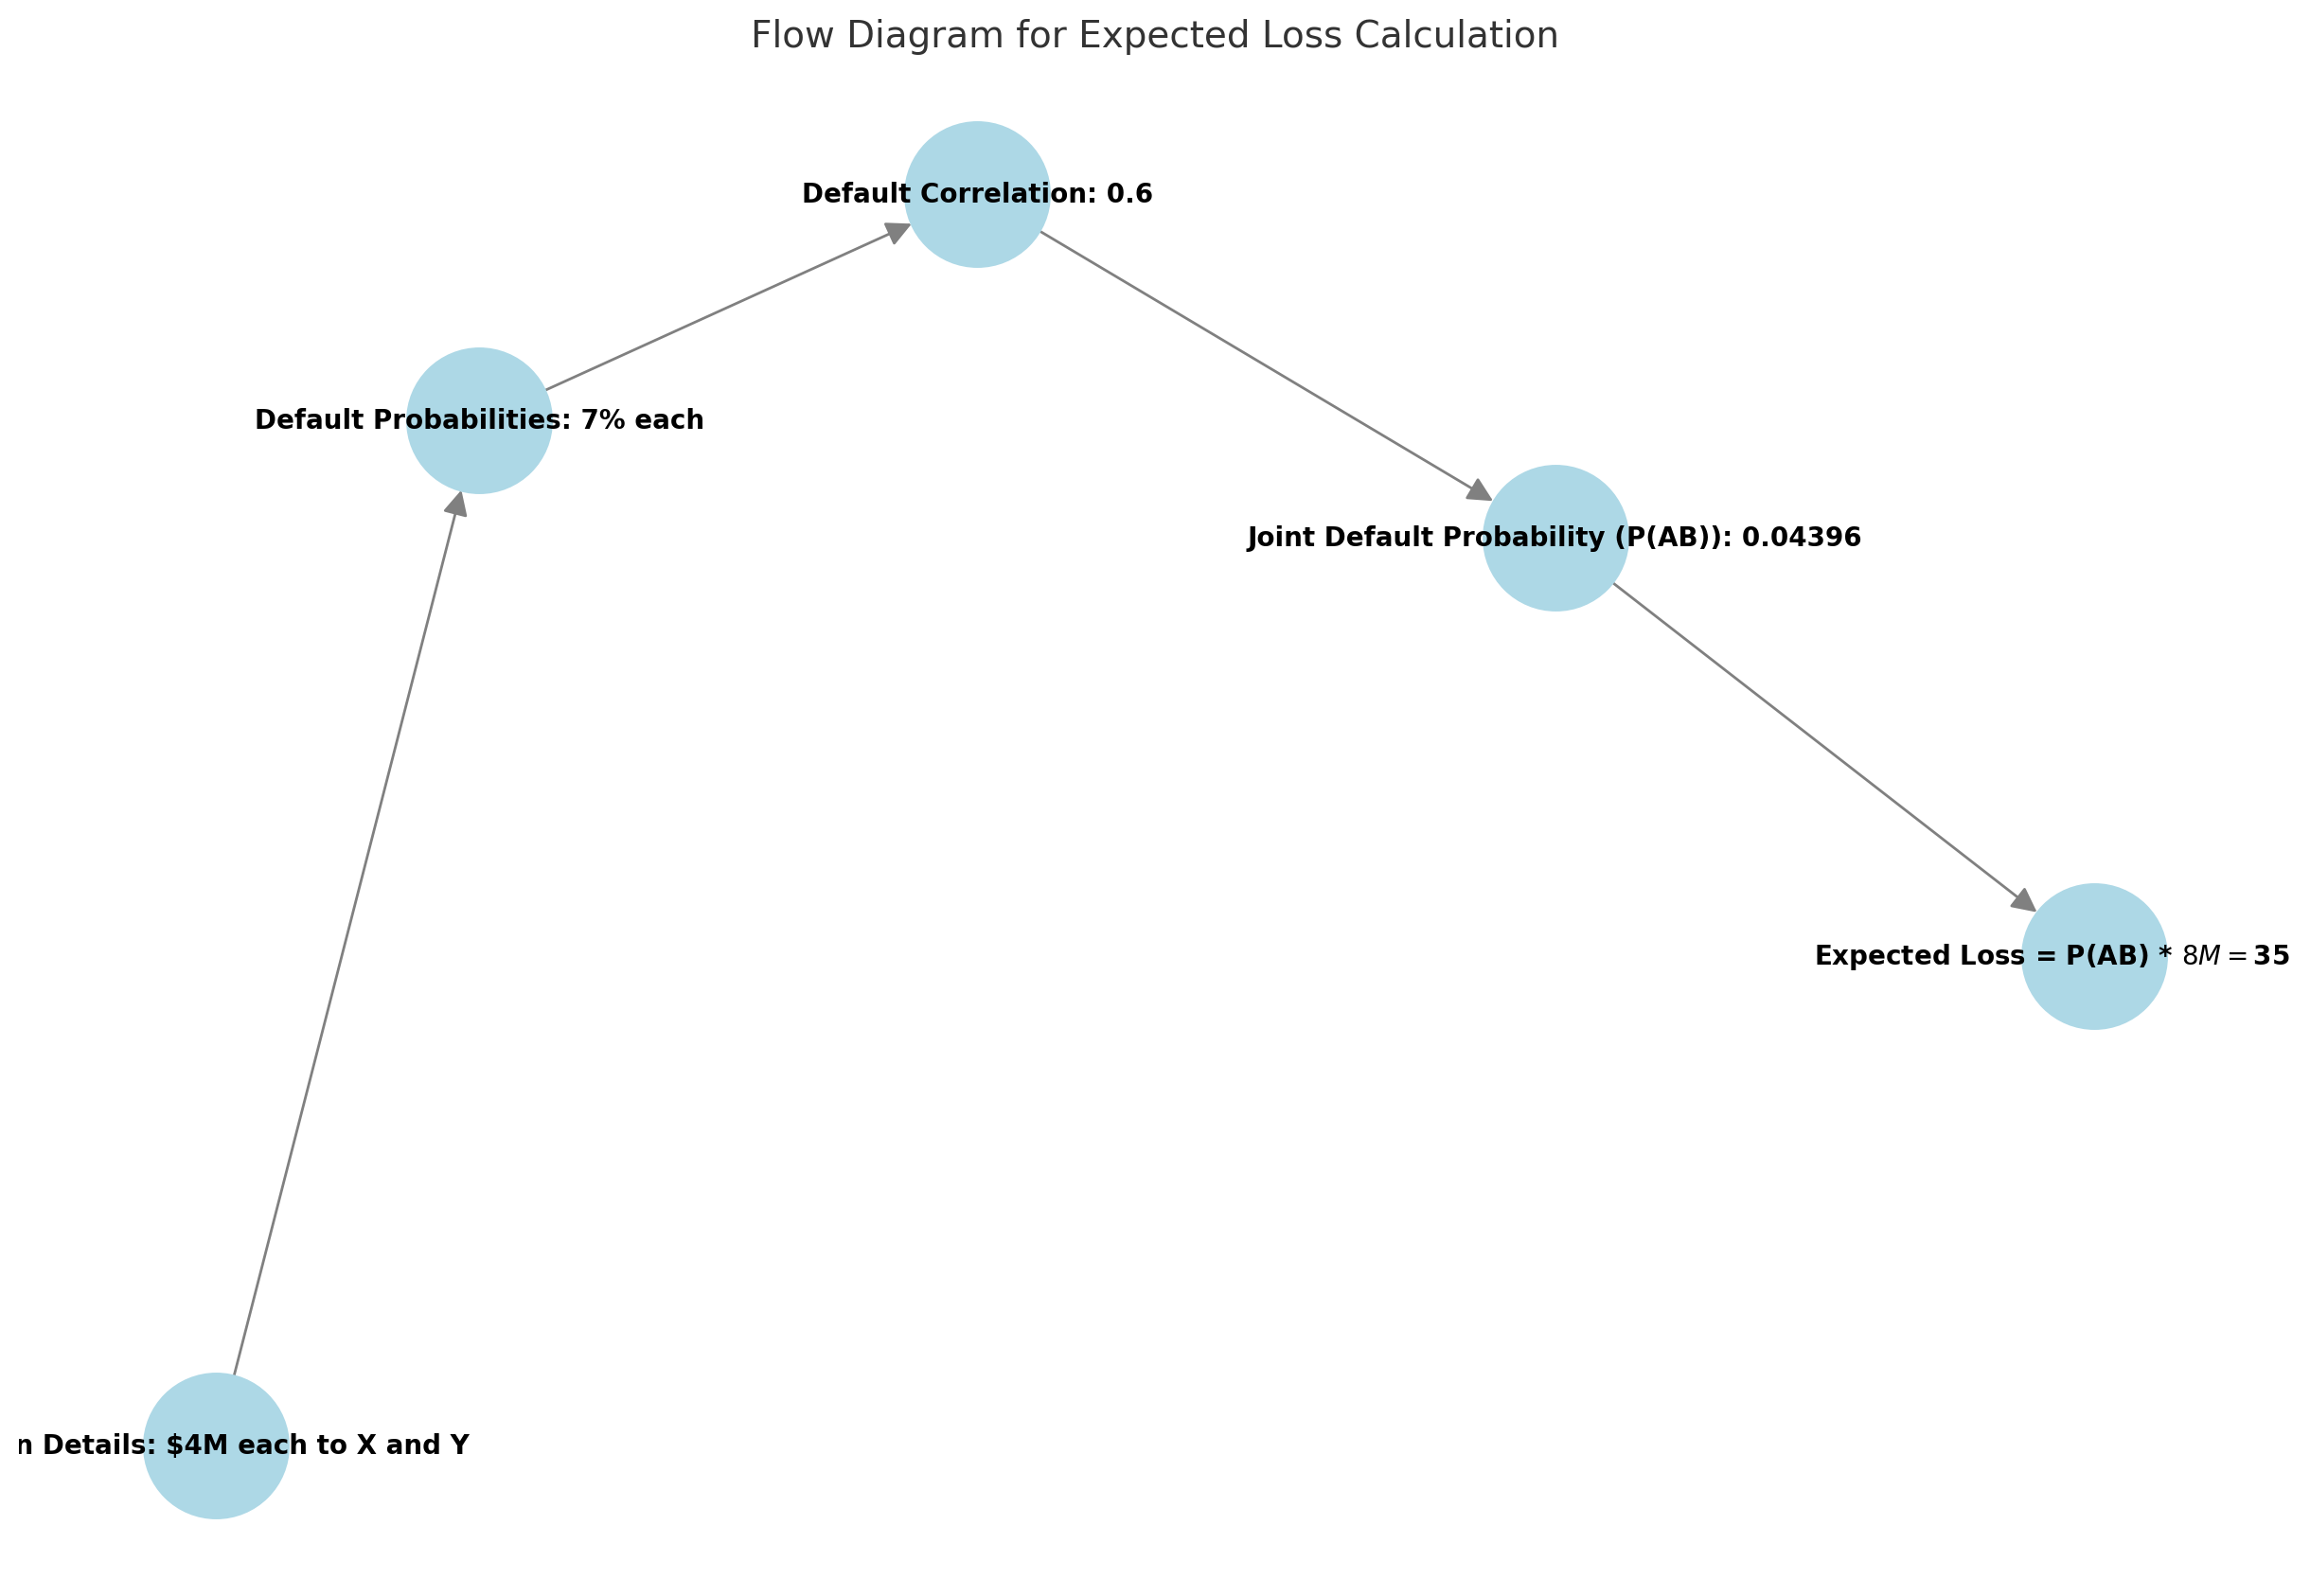 Flow Diagram for Expected Loss Calculation
Default Correlation: 0.6
Default Probabilities: 7% each
Joint Default Probability (P(AB)): 0.04396
Expected Loss = P(AB) * 8M =35
n Details: $4M each to X and Y